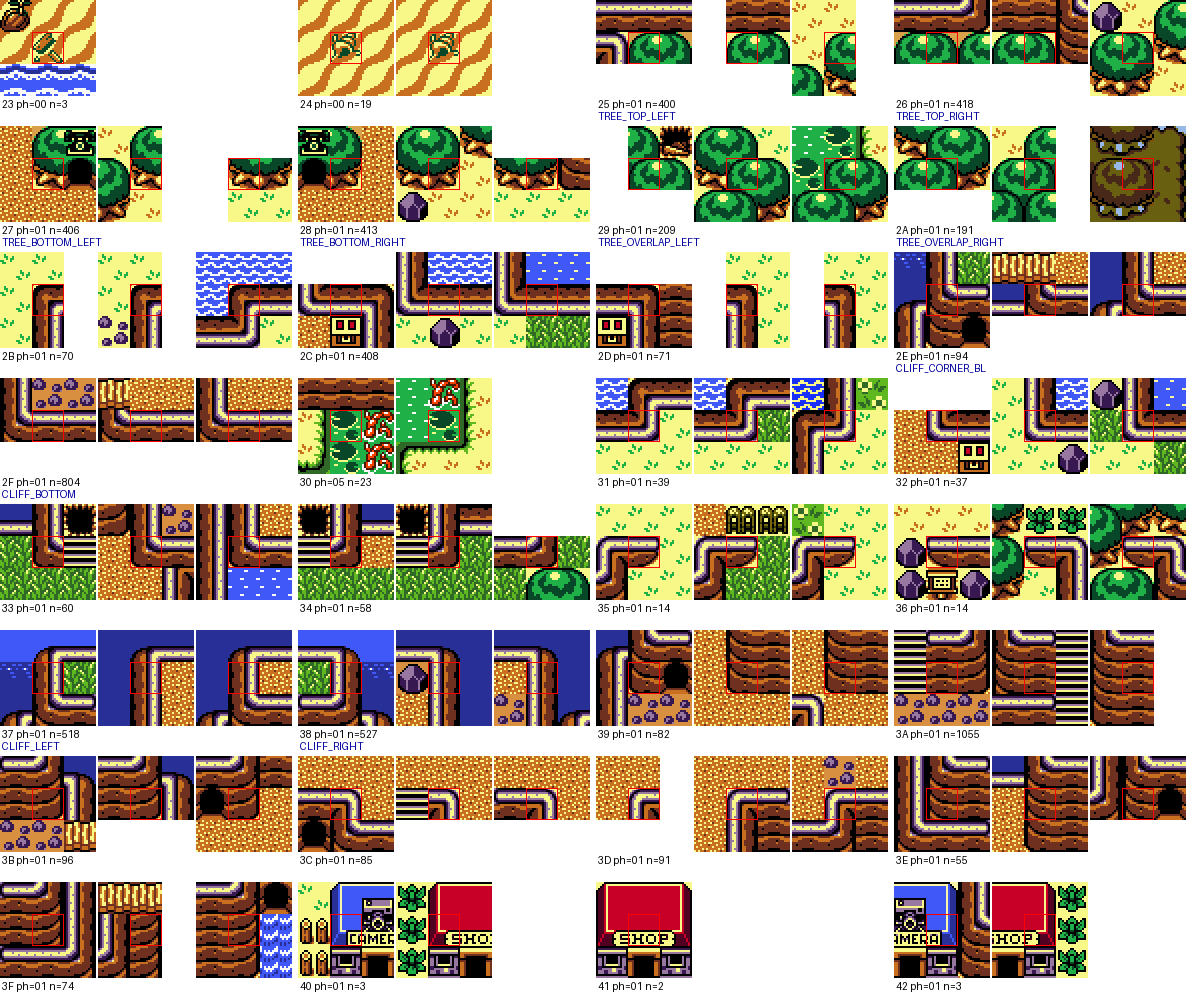 23 ph=00 n=3
24 ph=00 n=19
25 ph=01 n=400
26 ph=01 n=418
TREE_TOP_LEFT
TREE_TOP_RIGHT
27 ph=01 n=406
28 ph=01 n=413
29 ph=01 n=209
2A ph=01 n=191
TREE_BOTTOM_LEFT
TREE_BOTTOM_RIGHT
TREE_OVERLAP_LEFT
TREE_OVERLAP_RIGHT
2B ph=01 n=70
2C ph=01 n=408
2D ph=01 n=71
2E ph=01 n=94
CLIFF_CORNER_BL
2F ph=01 n=804
30 ph=05 n=23
31 ph=01 n=39
32 ph=01 n=37
CLIFF_BOTTOM
33 ph=01 n=60
34 ph=01 n=58
35 ph=01 n=14
36 ph=01 n=14
37 ph=01 n=518
38 ph=01 n=527
39 ph=01 n=82
3A ph=01 n=1055
CLIFF_LEFT
CLIFF_RIGHT
3B ph=01 n=96
3C ph=01 n=85
3D ph=01 n=91
3E ph=01 n=55
CAMER
SHO
SHOP
AMERA
HOP
3F ph=01 n=74
40 ph=01 n=3
41 ph=01 n=2
42 ph=01 n=3